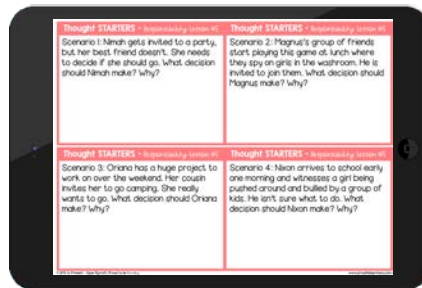 Thought STARTERS • Responsibility Lesson #5
Scenario 1: Nimah gets invited to a party,
but her best friend doesn't. She needs
to decide if she should go. What decision
should Nimah make? Why?
Thought STARTERS • Responsibility Lesson #5
Scenario 2: Magnus's group of friends
start playing this game at lunch where
they spy on girls in the washroom. He is
invited to join them. What decision should
Magnus make? Why?
Thought STARTERS • Responsibility Lesson #5
Scenario 3: Oriana has a huge project to
work on over the weekend. Her cousin
invites her to go camping. She really
wants to go. What decision should Oriana
make? Why?
Thought STARTERS • Responsibility Lesson #5
Scenario 4: Nixon arrives to school early
one morning and witnesses a girl being
pushed around and bullied by a group of
kids. He isn't sure what to do. What
decision should Nixon make? Why?